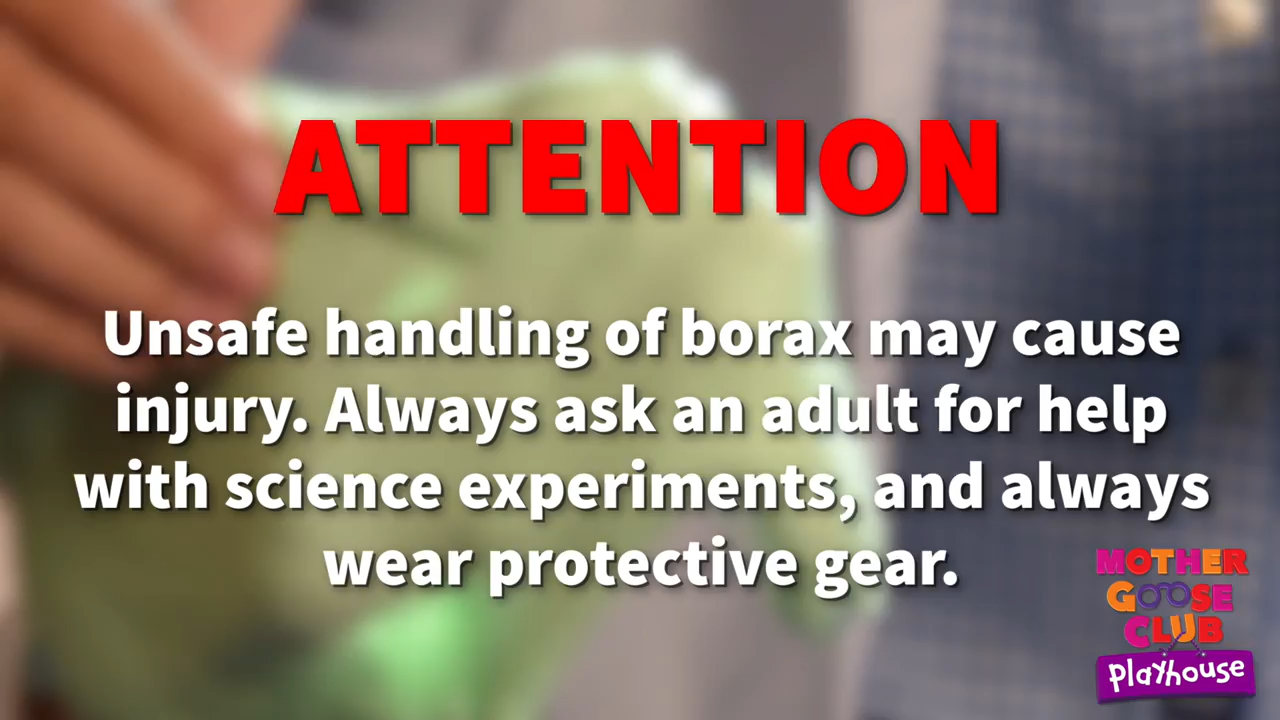 ATTENTION
Unsafe handling of borax may cause
injury. Always ask an adult for help
with science experiments, and always
wear protective gear.
MOTHER
GOOSE
CLUB
playhouse